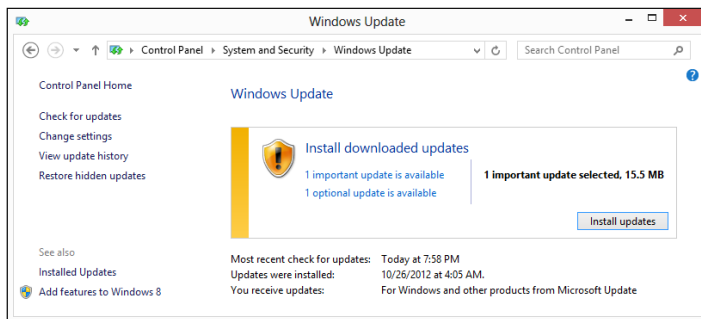 Windows Update
Control Panel System and Security Windows Update
Search Control Panel
Control Panel Home
Check for updates
Change settings
View update history
Restore hidden updates
See also
Installed Updates
Add features to Windows 8
Windows Update
Install downloaded updates
1 important update is available
1 optional update is available
1 important update selected, 15.5 MB
Install updates
Most recent check for updates: Today at 7:58 PM
Updates were installed: 10/26/2012 at 4:05 AM.
You receive updates: For Windows and other products from Microsoft Update